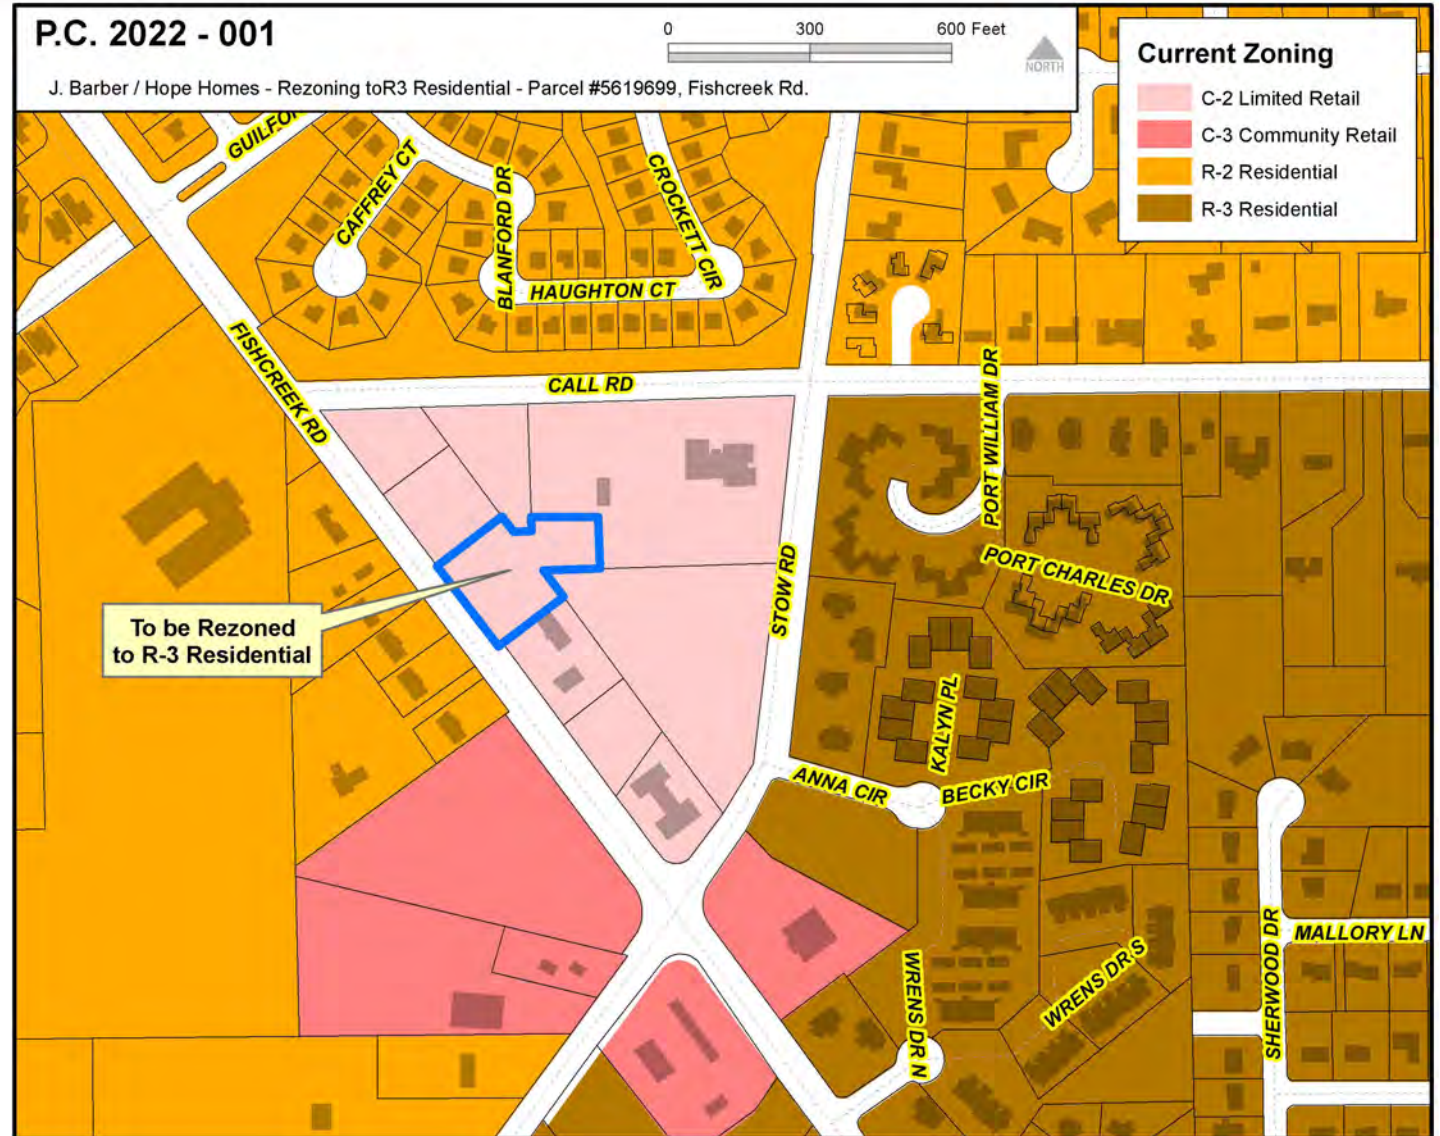 P.C. 2022 - 001
J. Barber / Hope Homes - Rezoning toR3 Residential - Parcel #5619699, Fishcreek Rd.
0 300 600 Feet
NORTH
Current Zoning
C-2 Limited Retail
C-3 Community Retail
R-2 Residential
R-3 Residential
CAFFREY CT
BLANFORD DR
CROCKETT CIR
HAUGHTON CT
FISHCREEK RD
CALL RD
PORT WILLIAM DR
PORT CHARLES DR
STOW RD
To be Rezoned
to R-3 Residential
KALYN PL
ANNA CIR
BECKY CIR
WRENS DR N
WRENS DR S
SHERWOOD DR
MALLORY LN